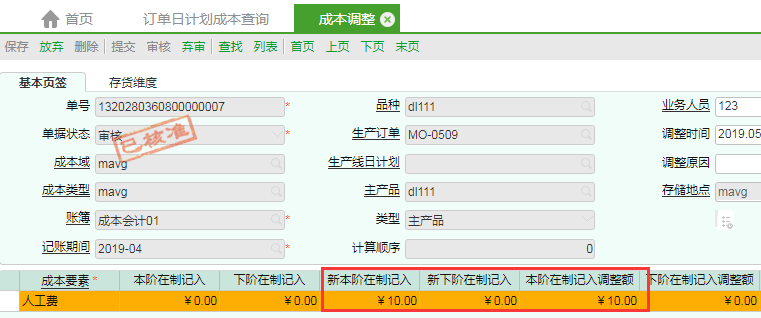 首页 订单日计划成本查询 成本调整
保存 放弃 删除 提交 审核 弃审 查找 列表 首页 上页 下页 末页
基本页签 存货维度
单号 1320280360800000007 * 品种 dl111 业务人员 123
单据状态 审核 * 生产订单 MO-0509 调整时间 2019.05
已核准
成本域 mavg 生产线日计划 调整原因
成本类型 mavg 主产品 dl111 存储地点 mavg
账簿 成本会计01 * 类型 主产品
记账期间 2019-04 * 计算顺序 0
成本要素 * 本阶在制记入 下阶在制记入 新本阶在制记入 新下阶在制记入 本阶在制记入调整额 下阶在制记入调整额
人工费 ¥0.00 ¥0.00 ¥10.00 ¥0.00 ¥10.00 ¥0.00